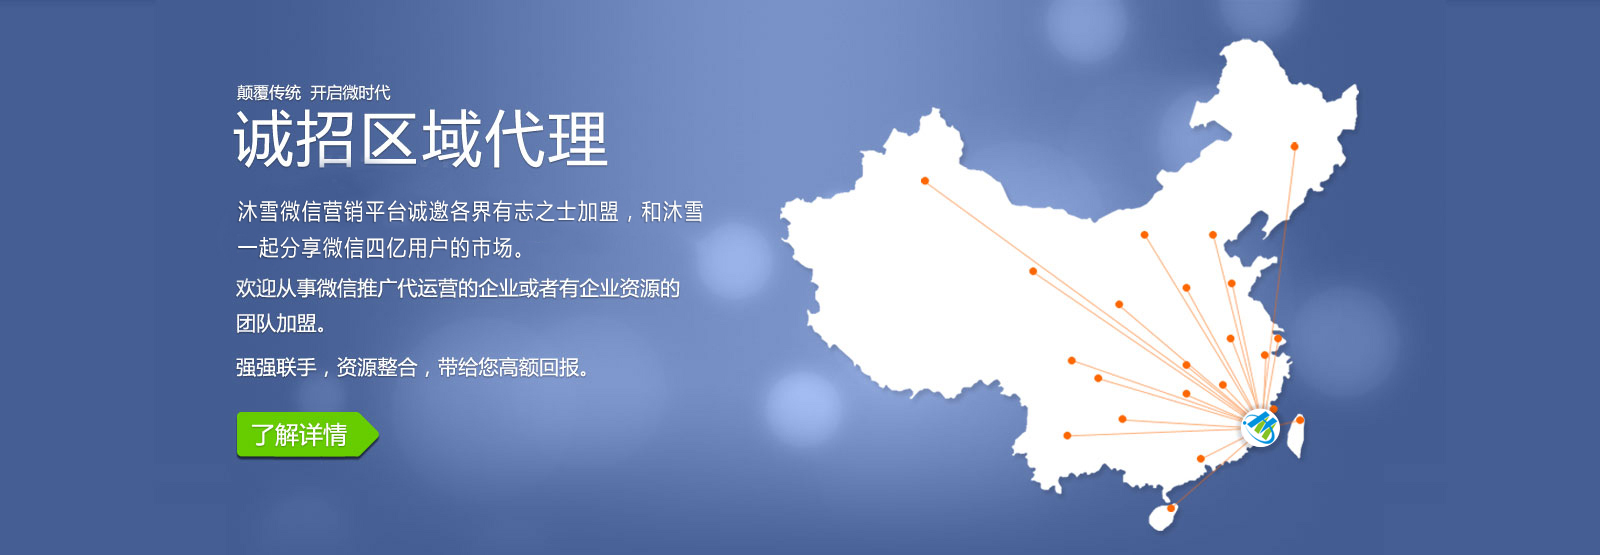 颠覆传统 开启微时代
诚招区域代理
沐雪微信营销平台诚邀各界有志之士加盟，和沐雪
一起分享微信四亿用户的市场。
欢迎从事微信推广代运营的企业或者有企业资源的
团队加盟。
强强联手，资源整合，带给您高额回报。
了解详情